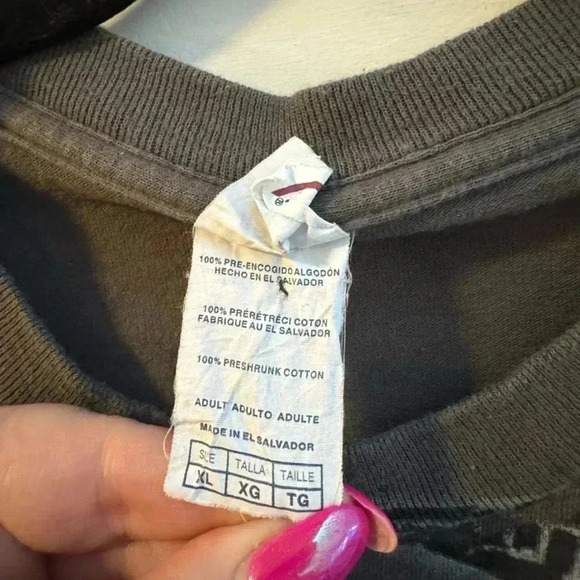 ®
100% PRE-ENCOGIDO ALGODÓN
HECHO EN EL SALVADOR
100% PRÉRÉTRÉCI COTON
FABRIQUE AU EL SALVADOR
100% PRESHRUNK COTTON
ADULT ADULTO ADULTE
MADE IN EL SALVADOR
SIZE TALLA TAILLE
XL XG TG